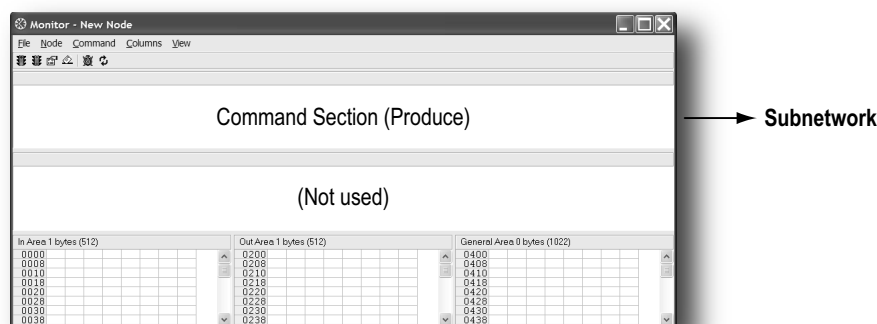 Monitor - New Node
File Node Command Columns View
Command Section (Produce)
Subnetwork
(Not used)
In Area 1 bytes (512)
Out Area 1 bytes (512)
General Area 0 bytes (1022)
0000 0200 0400
0008 0208 0408
0010 0210 0410
0018 0218 0418
0020 0220 0420
0028 0228 0428
0030 0230 0430
0038 0238 0438